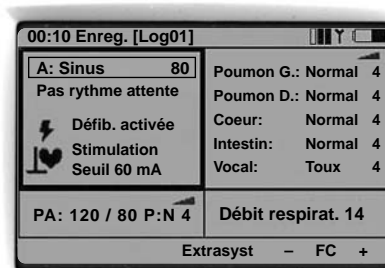 00:10 Enreg. [Log01]
A: Sinus 80
Pas rythme attente
Défib. activée
Stimulation
Seuil 60 mA
Poumon G.: Normal 4
Poumon D.: Normal 4
Coeur: Normal 4
Intestin: Normal 4
Vocal: Toux 4
PA: 120 / 80 P:N 4
Débit respirat. 14
Extrasyst – FC +